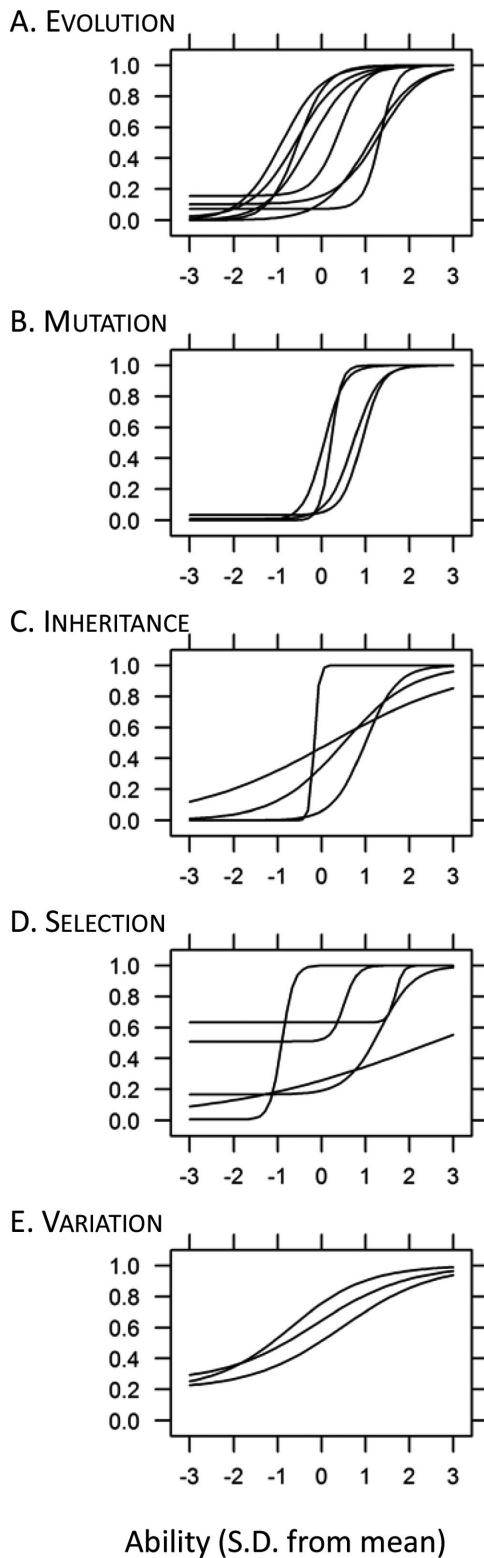 A. EVOLUTION
1.0
0.8
0.6
0.4
0.2
0.0
-3 -2 -1 0 1 2 3
B. MUTATION
1.0
0.8
0.6
0.4
0.2
0.0
-3 -2 -1 0 1 2 3
C. INHERITANCE
1.0
0.8
0.6
0.4
0.2
0.0
-3 -2 -1 0 1 2 3
D. SELECTION
1.0
0.8
0.6
0.4
0.2
0.0
-3 -2 -1 0 1 2 3
E. VARIATION
1.0
0.8
0.6
0.4
0.2
0.0
-3 -2 -1 0 1 2 3
Ability (S.D. from mean)